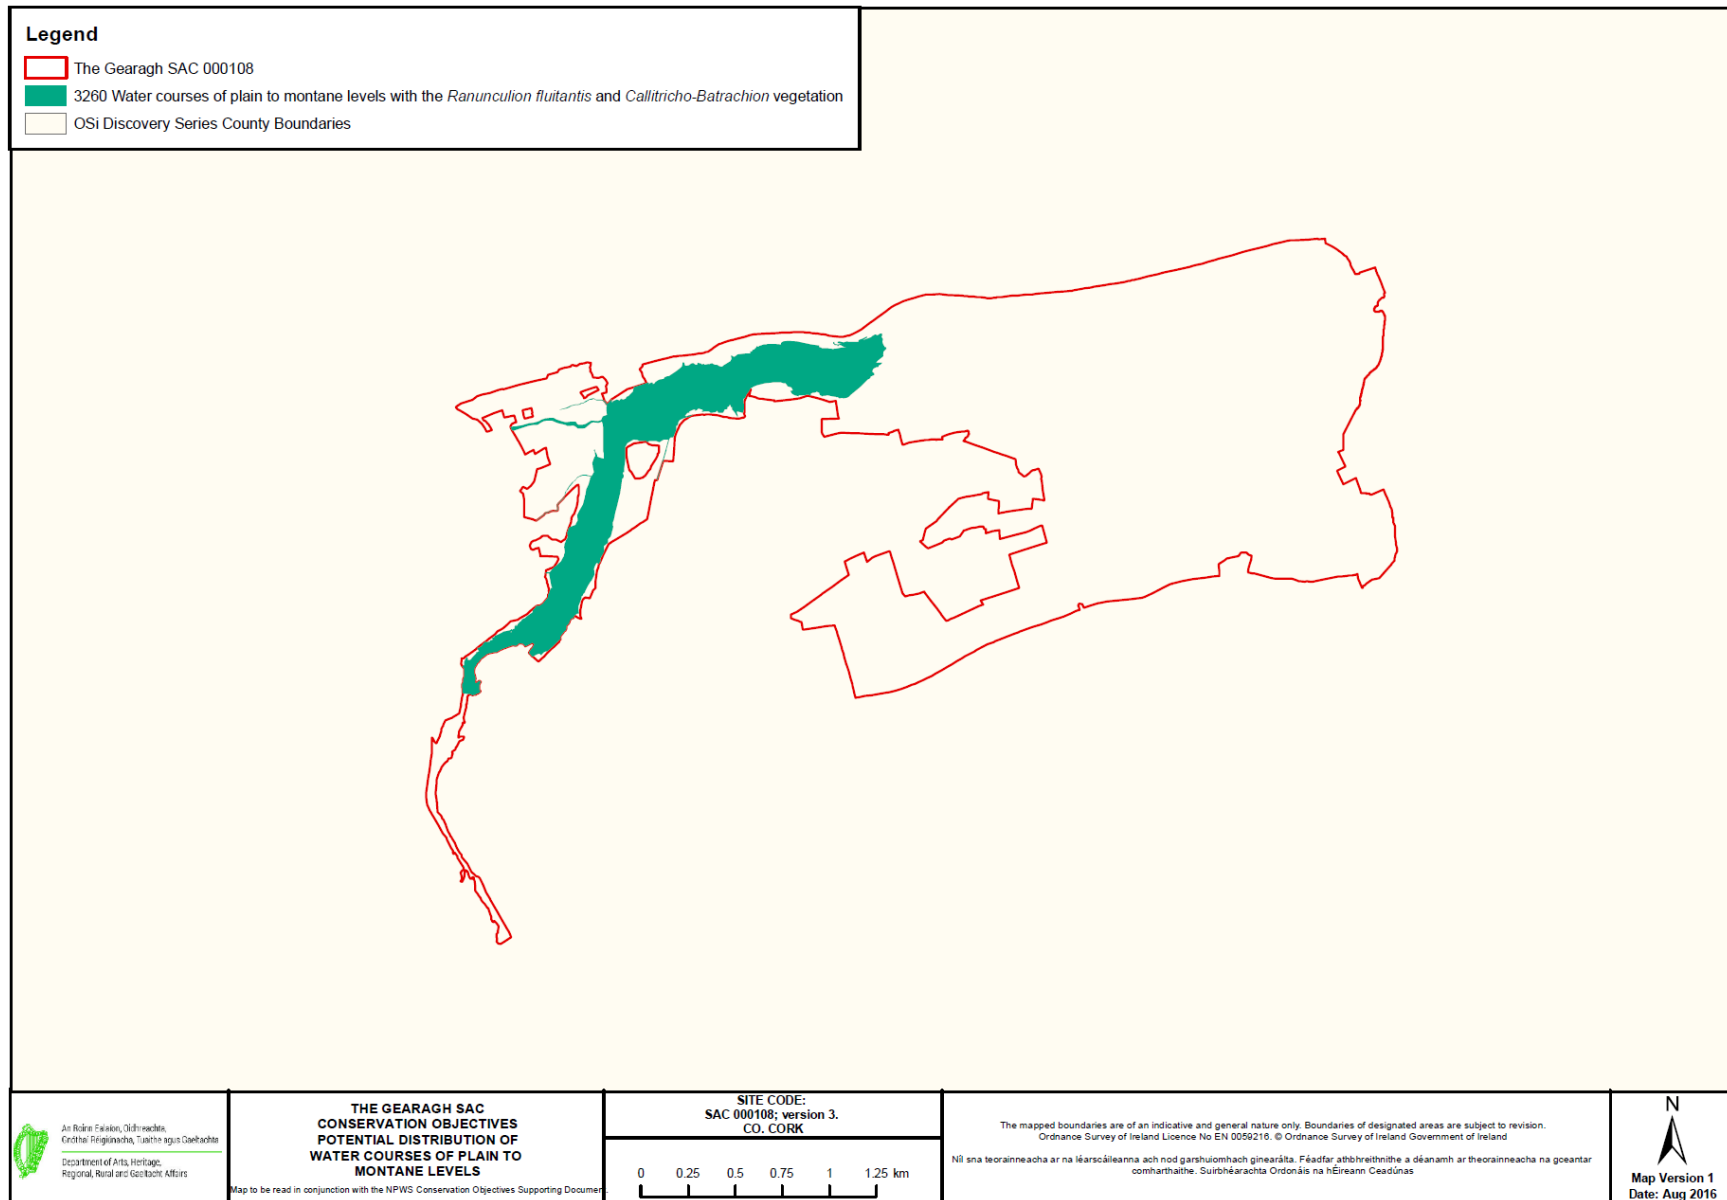 Legend
The Gearagh SAC 000108
3260 Water courses of plain to montane levels with the Ranunculion fluitantis and Callitricho-Batrachion vegetation
OSi Discovery Series County Boundaries
An Roinn Ealaíon, Oidhreachta,
Gnóthaí Réigiúnacha, Tuaithe agus Gaeltachta
Department of Arts, Heritage,
Regional, Rural and Gaeltacht Affairs
THE GEARAGH SAC
CONSERVATION OBJECTIVES
POTENTIAL DISTRIBUTION OF
WATER COURSES OF PLAIN TO
MONTANE LEVELS
Map to be read in conjunction with the NPWS Conservation Objectives Supporting Document.
SITE CODE:
SAC 000108; version 3.
CO. CORK
0 0.25 0.5 0.75 1 1.25 km
The mapped boundaries are of an indicative and general nature only. Boundaries of designated areas are subject to revision.
Ordnance Survey of Ireland Licence No EN 0059216. © Ordnance Survey of Ireland Government of Ireland
Níl sna teorainneacha ar na léarscáileanna ach nod garshuiomhach ginearálta. Féadfar athbhreithnithe a déanamh ar theorainneacha na gceantar
comharthaithe. Suirbhéarachta Ordonáis na hÉireann Ceadúnas
N
Map Version 1
Date: Aug 2016